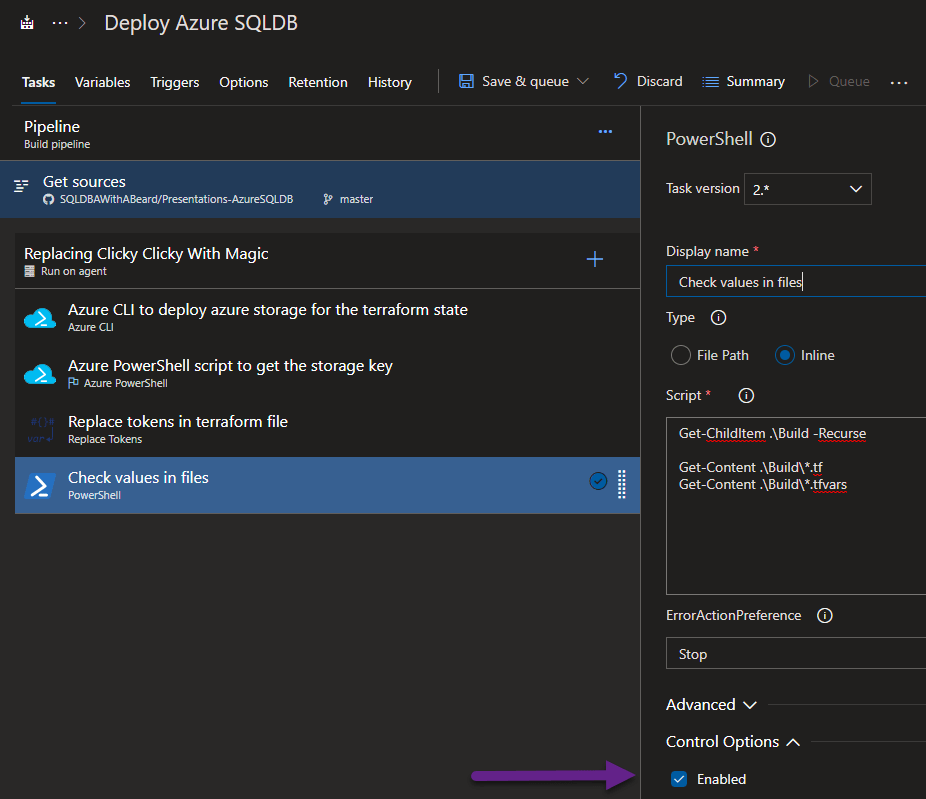 Deploy Azure SQLDB
Tasks Variables Triggers Options Retention History Save & queue Discard Summary Queue
Pipeline
Build pipeline
Get sources
SQLDBAWithABeard/Presentations-AzureSQLDB master
Replacing Clicky Clicky With Magic
Run on agent
Azure CLI to deploy azure storage for the terraform state
Azure CLI
Azure PowerShell script to get the storage key
Azure PowerShell
#{}#
var
Replace tokens in terraform file
Replace Tokens
Check values in files
PowerShell
PowerShell
Task version 2.*
Display name *
Check values in files
Type
File Path Inline
Script *
Get-ChildItem .\Build -Recurse
Get-Content .\Build\*.tf
Get-Content .\Build\*.tfvars
ErrorActionPreference
Stop
Advanced
Control Options
Enabled